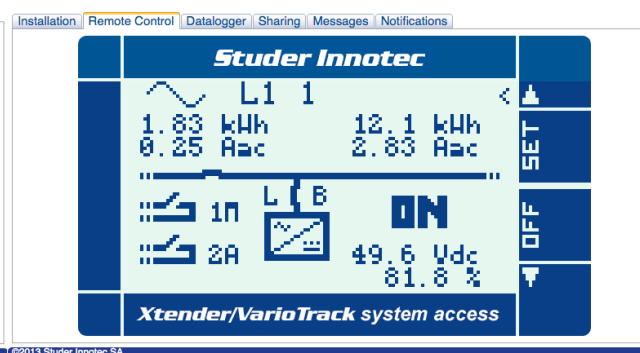 Installation Remote Control Datalogger Sharing Messages Notifications
Studer Innotec
L1 1 <
1.83 kWh 12.1 kWh
0.25 Aac 2.83 Aac
SET
L B
1M ON
OFF
2A 49.6 Vdc
81.8 %
Xtender/VarioTrack system access
©2013 Studer Innotec SA